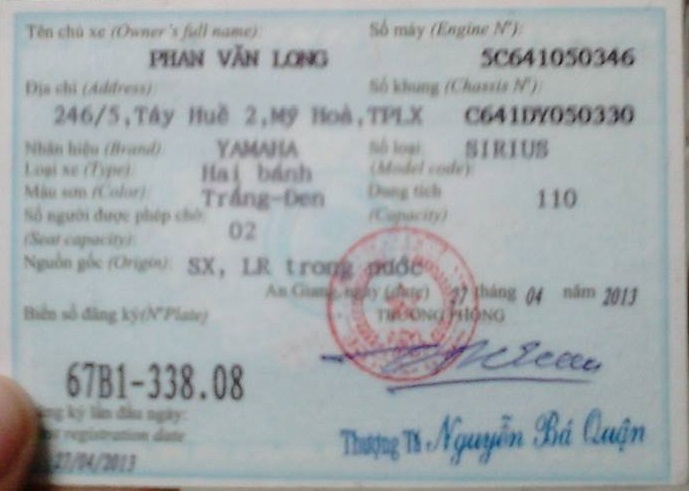 Tên chủ xe (Owner's full name):
PHAN VĂN LONG
Số máy (Engine N°):
5C641050346
Địa chỉ (Address):
246/5,Tây Huề 2,Mỹ Hoà,TPLX
Số khung (Chassis N°):
C641DY050330
Nhãn hiệu (Brand): YAMAHA
Số loại (Model code): SIRIUS
Loại xe (Type): Hai bánh
Màu sơn (Color): Trắng-Đen
Dung tích (Capacity) 110
Số người được phép chở: 02
(Seat capacity):
Nguồn gốc (Origin): SX, LR trong nước
An Giang, ngày (date) 27 tháng 04 năm 2013
Biển số đăng ký(N°Plate)
TRƯỞNG PHÒNG
67B1-338.08
ký lần đầu ngày:
registration date
27/04/2013
Thượng Tá Nguyễn Bá Quận